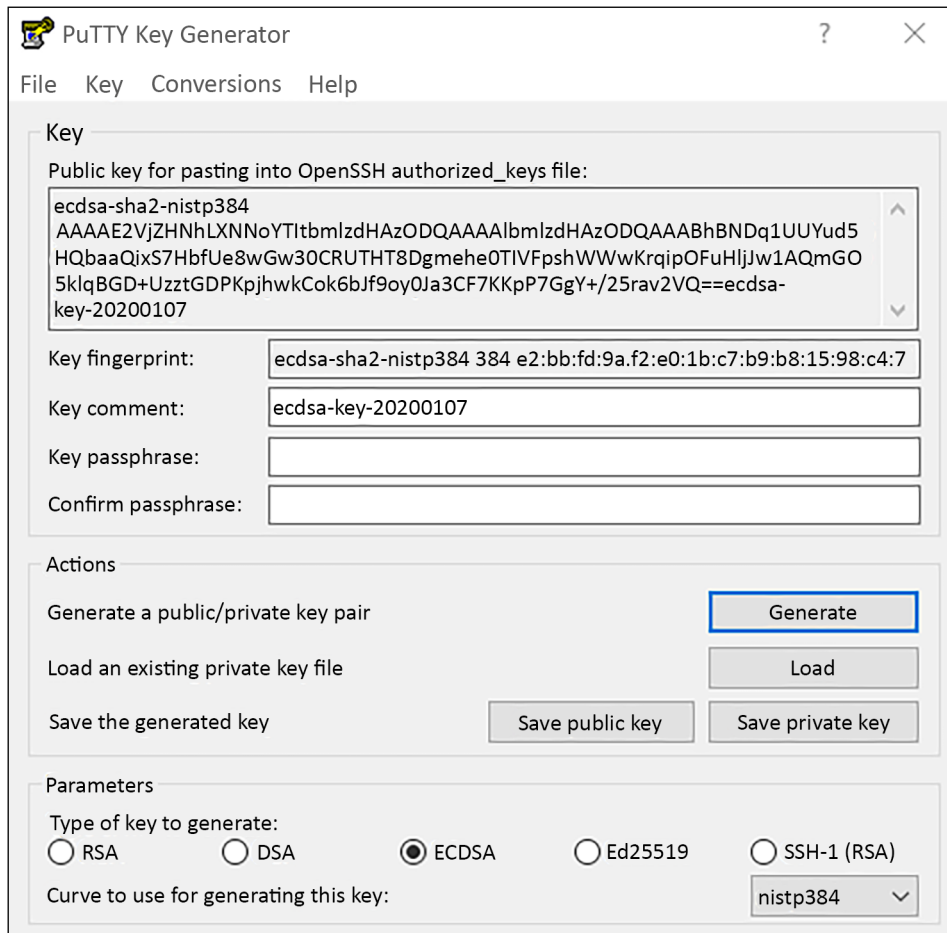 PuTTY Key Generator
?
File Key Conversions Help
Key
Public key for pasting into OpenSSH authorized_keys file:
ecdsa-sha2-nistp384
AAAAE2VjZHNhLXNNoYTItbmlzdHAzODQAAAAlbmlzdHAzODQAAABhBNDq1UUYud5
HQbaaQixS7HbfUe8wGw30CRUTHT8Dgmehe0TIVFpshWWwKrqipOFuHljJw1AQmGO
5klqBGD+UzztGDPKpjhwkCok6bJf9oy0Ja3CF7KKpP7GgY+/25rav2VQ==ecdsa-
key-20200107
Key fingerprint: ecdsa-sha2-nistp384 384 e2:bb:fd:9a.f2:e0:1b:c7:b9:b8:15:98:c4:7
Key comment: ecdsa-key-20200107
Key passphrase:
Confirm passphrase:
Actions
Generate a public/private key pair Generate
Load an existing private key file Load
Save the generated key Save public key Save private key
Parameters
Type of key to generate:
RSA DSA ECDSA Ed25519 SSH-1 (RSA)
Curve to use for generating this key: nistp384